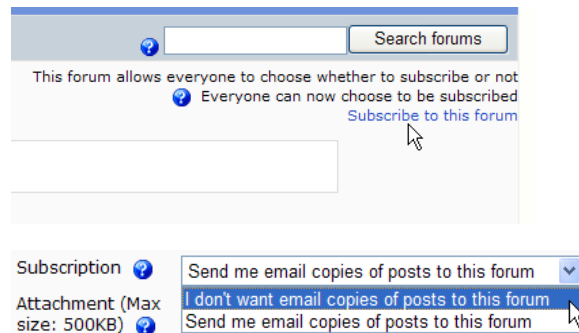 Search forums
This forum allows everyone to choose whether to subscribe or not
Everyone can now choose to be subscribed
Subscribe to this forum
Subscription
Send me email copies of posts to this forum
I don't want email copies of posts to this forum
Attachment (Max
size: 500KB)
Send me email copies of posts to this forum